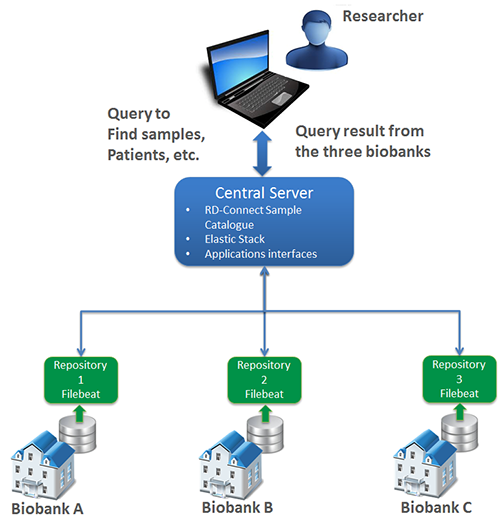 Researcher
Query to
Find samples,
Patients, etc.
Query result from
the three biobanks
Central Server
• RD-Connect Sample
Catalogue
• Elastic Stack
• Applications interfaces
Repository
1
Filebeat
Repository
2
Filebeat
Repository
3
Filebeat
Biobank A
Biobank B
Biobank C